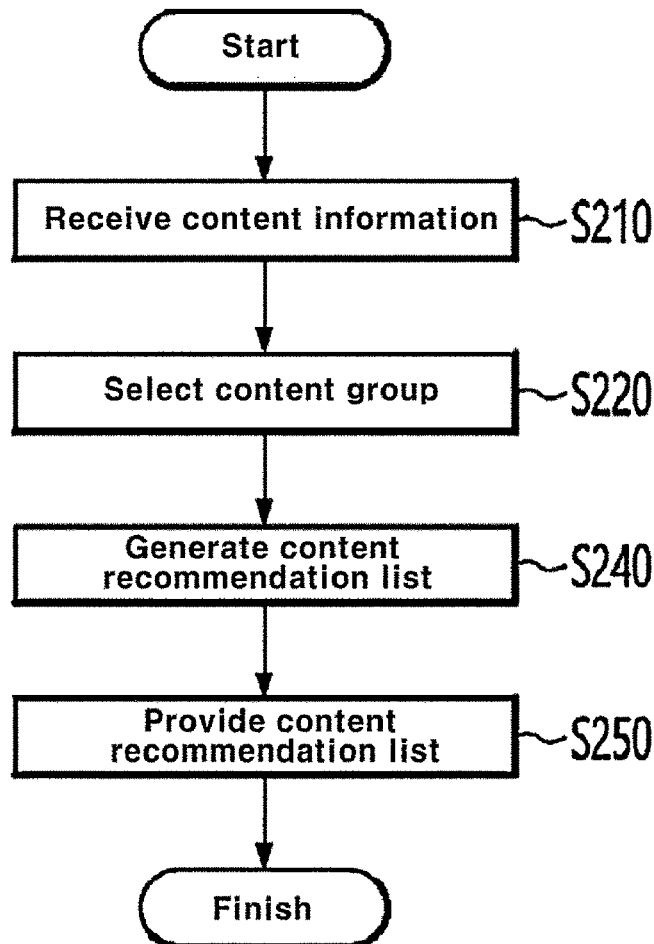 Start
Receive content information
S210
Select content group
S220
Generate content
recommendation list
S240
Provide content
recommendation list
S250
Finish